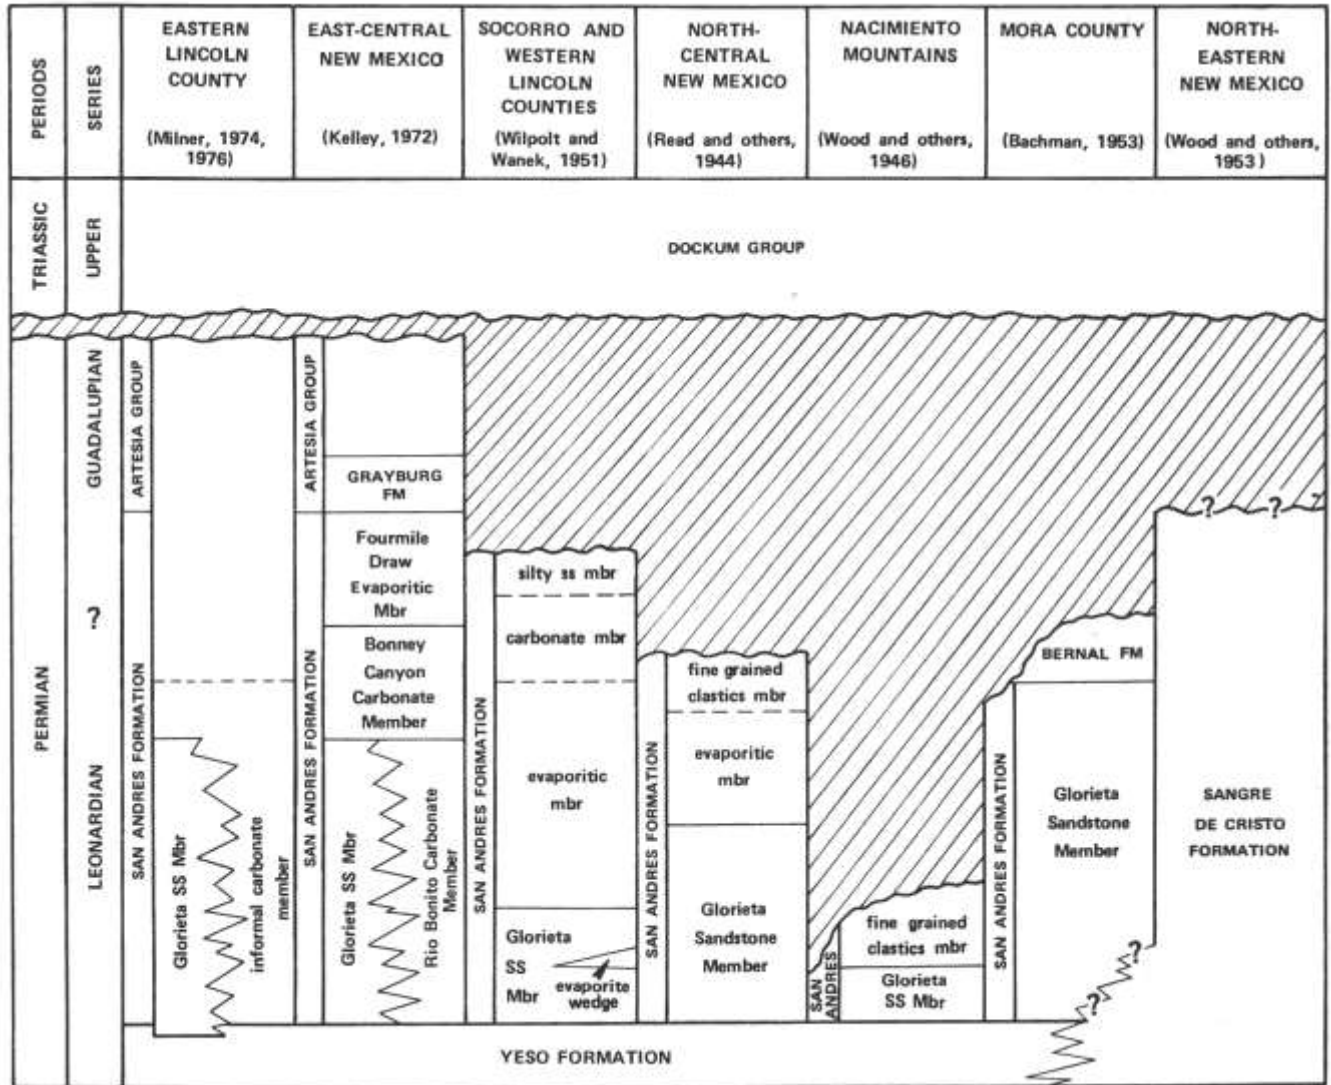 PERIODS
SERIES
EASTERN
LINCOLN
COUNTY
(Milner, 1974,
1976)
EAST-CENTRAL
NEW MEXICO
(Kelley, 1972)
SOCORRO AND
WESTERN
LINCOLN
COUNTIES
(Wilpolt and
Wanek, 1951)
NORTH-
CENTRAL
NEW MEXICO
(Read and others,
1944)
NACIMIENTO
MOUNTAINS
(Wood and others,
1946)
MORA COUNTY
(Bachman, 1953)
NORTH-
EASTERN
NEW MEXICO
(Wood and others,
1953)
TRIASSIC
UPPER
DOCKUM GROUP
PERMIAN
GUADALUPIAN
?
LEONARDIAN
ARTESIA GROUP
SAN ANDRES FORMATION
Glorieta SS Mbr
informal carbonate
member
ARTESIA GROUP
GRAYBURG
FM
SAN ANDRES FORMATION
Fourmile
Draw
Evaporitic
Mbr
Bonney
Canyon
Carbonate
Member
Glorieta SS Mbr
Rio Bonito Carbonate
Member
SAN ANDRES FORMATION
silty ss mbr
carbonate mbr
evaporitic
mbr
Glorieta
SS
Mbr
evaporite
wedge
SAN ANDRES FORMATION
fine grained
clastics mbr
evaporitic
mbr
Glorieta
Sandstone
Member
SAN
ANDRES
fine grained
clastics mbr
Glorieta
SS Mbr
SAN ANDRES FORMATION
BERNAL FM
Glorieta
Sandstone
Member
?
?
? ? ?
SANGRE
DE CRISTO
FORMATION
YESO FORMATION